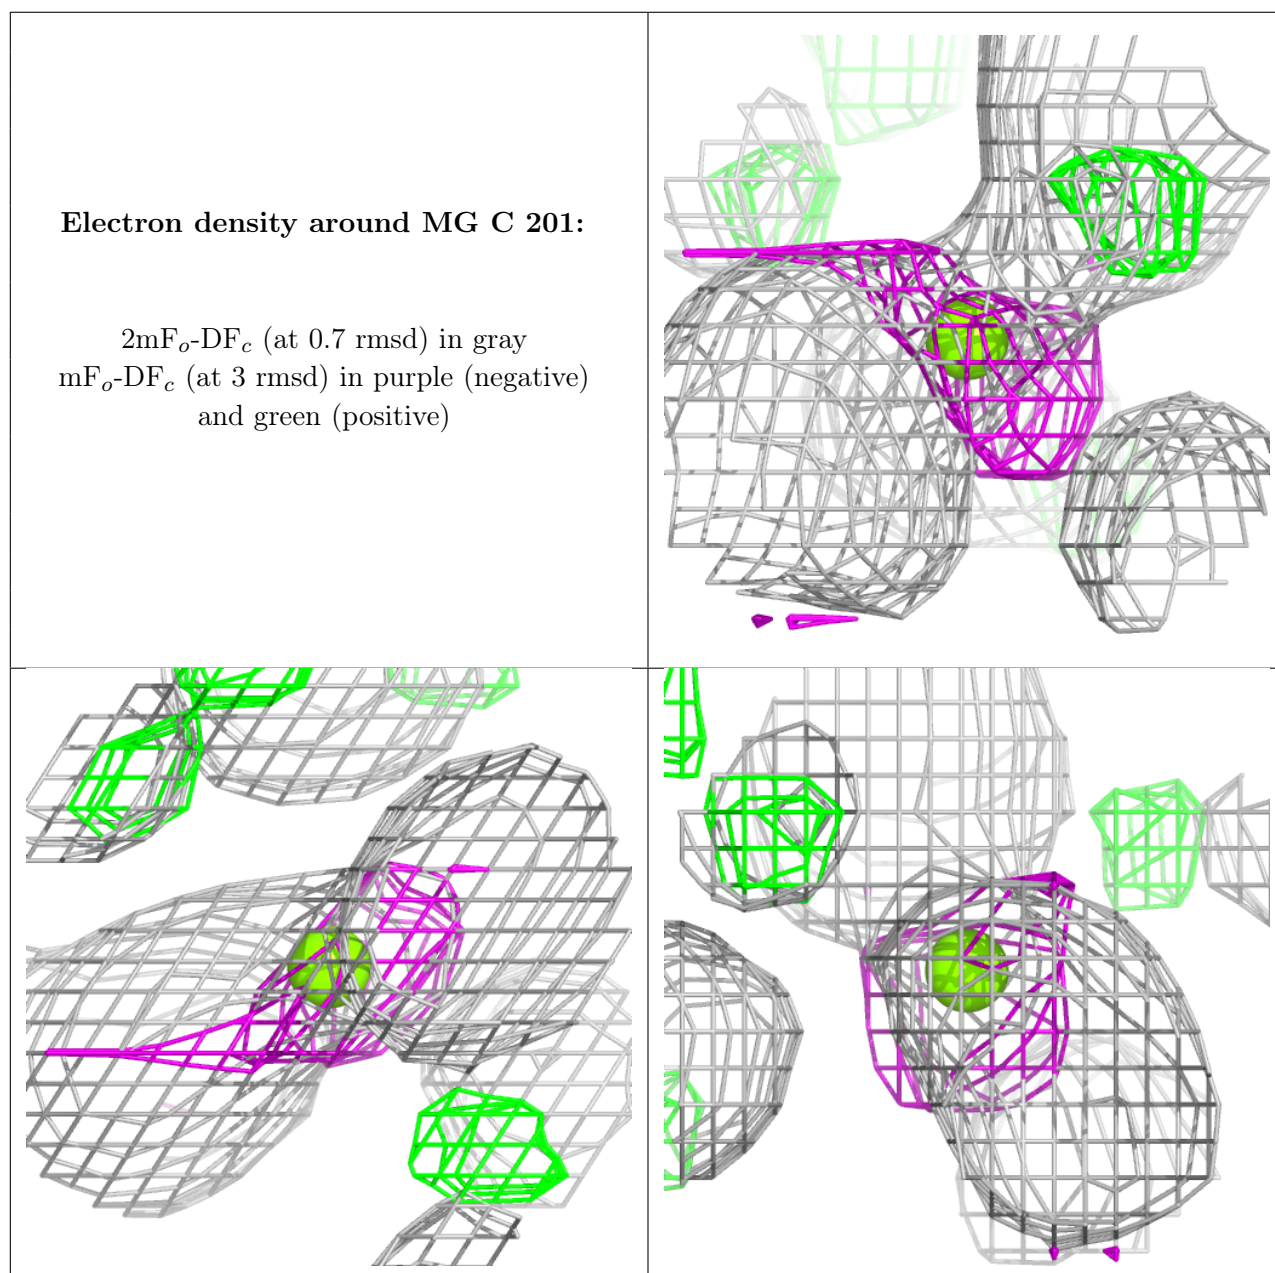 Electron density around MG C 201:
2mFo-DFc (at 0.7 rmsd) in gray
mFo-DFc (at 3 rmsd) in purple (negative)
and green (positive)